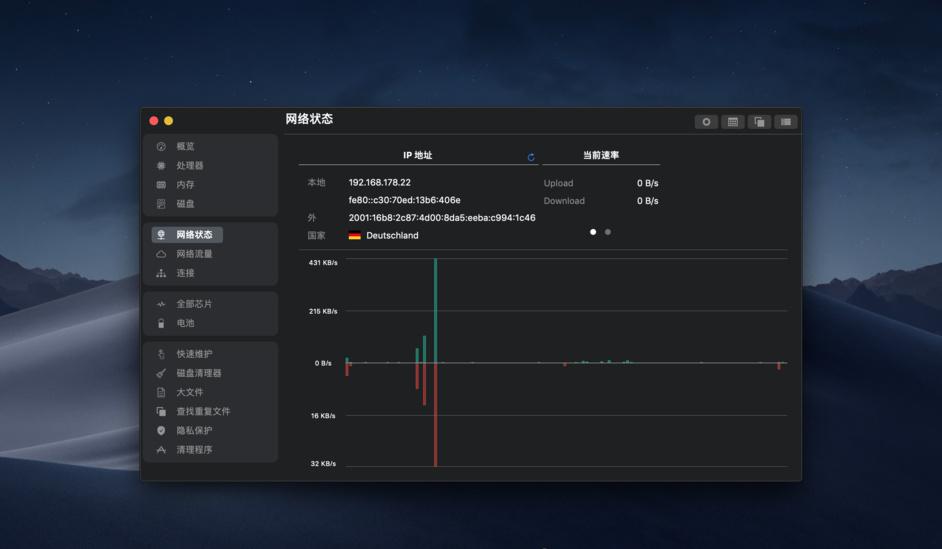 网络状态
概览
处理器
内存
磁盘
网络状态
网络流量
连接
全部芯片
电池
快速维护
磁盘清理器
大文件
查找重复文件
隐私保护
清理程序
IP 地址
本地 192.168.178.22
fe80::c30:70ed:13b6:406e
外 2001:16b8:2c87:4d00:8da5:eeba:c994:1c46
国家 Deutschland
当前速率
Upload 0 B/s
Download 0 B/s
431 KB/s
215 KB/s
0 B/s
16 KB/s
32 KB/s